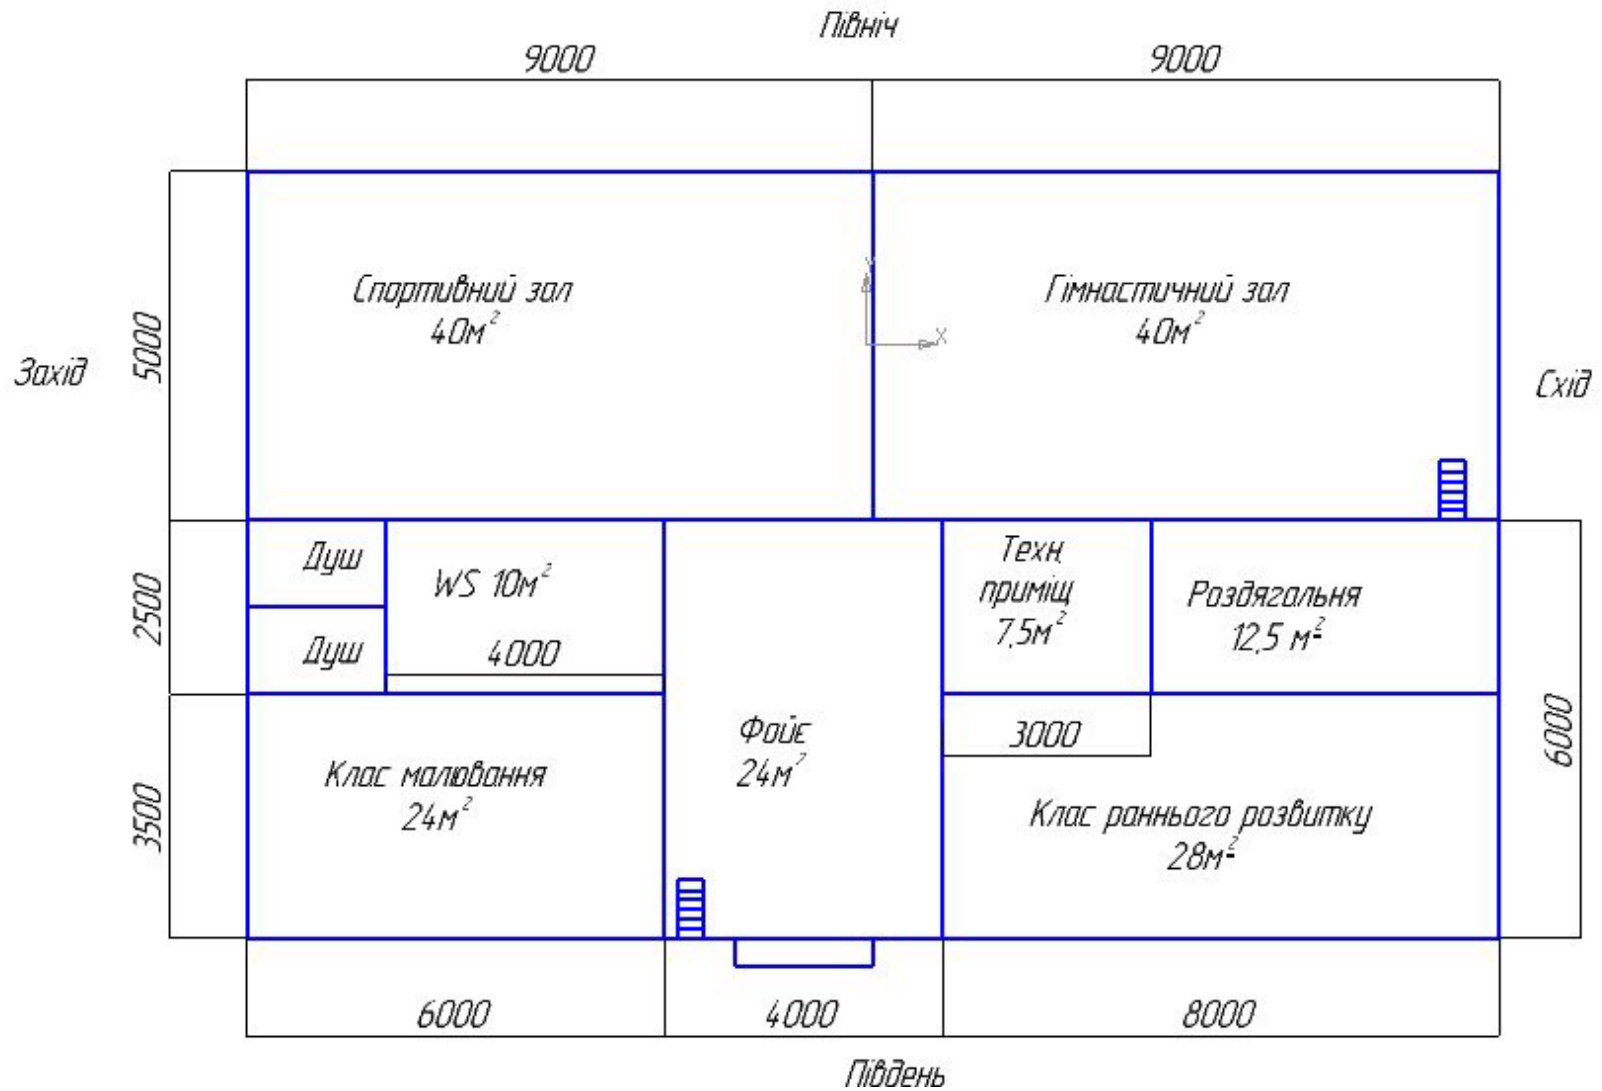 Північ
9000
9000
Спортивний зал
40м²
Гімнастичний зал
40м²
Y
X
5000
Захід
Схід
Душ
WS 10м²
Душ
4000
2500
Техн.
приміщ
7,5м²
Роздягальня
12,5 м²
Фойє
24м²
3000
6000
Клас малювання
24м²
3500
Клас раннього розвитку
28м²
6000
4000
8000
Південь